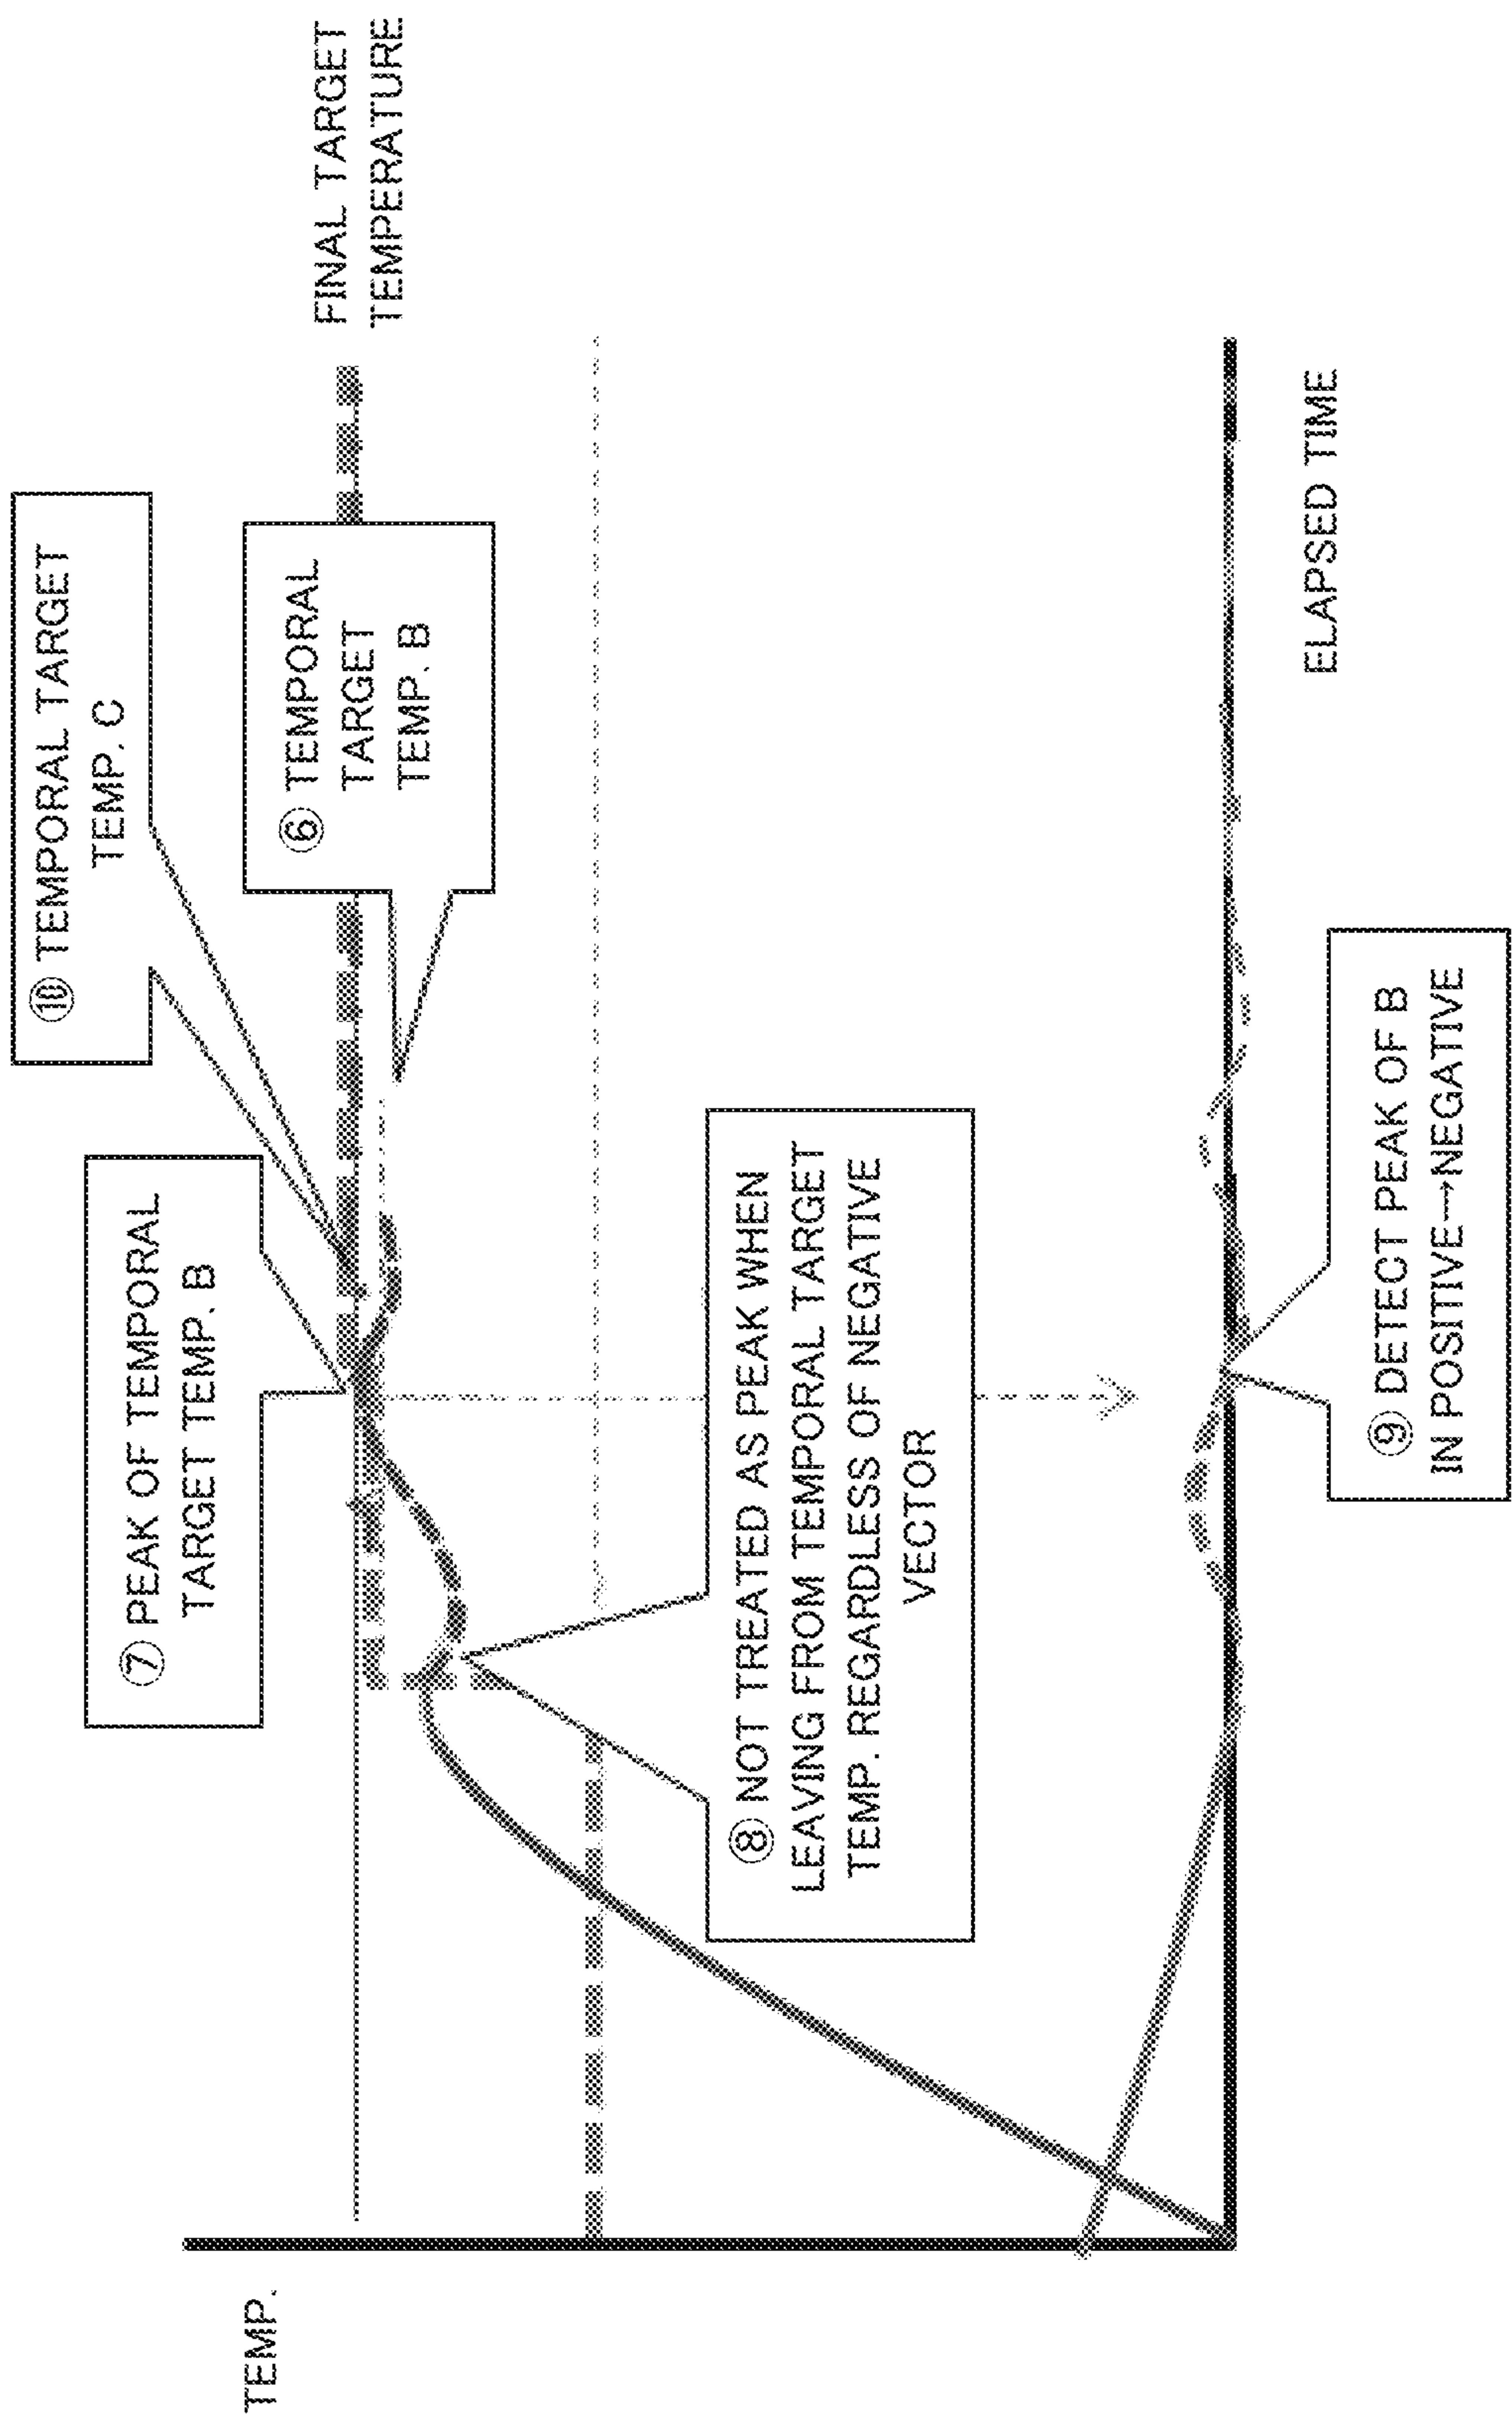 TEMP.
⑦ PEAK OF TEMPORAL
TARGET TEMP. B
⑩ TEMPORAL TARGET
TEMP. C
FINAL TARGET
TEMPERATURE
⑥ TEMPORAL
TARGET
TEMP. B
⑧ NOT TREATED AS PEAK WHEN
LEAVING FROM TEMPORAL TARGET
TEMP. REGARDLESS OF NEGATIVE
VECTOR
ELAPSED TIME
⑨ DETECT PEAK OF B
IN POSITIVE→NEGATIVE